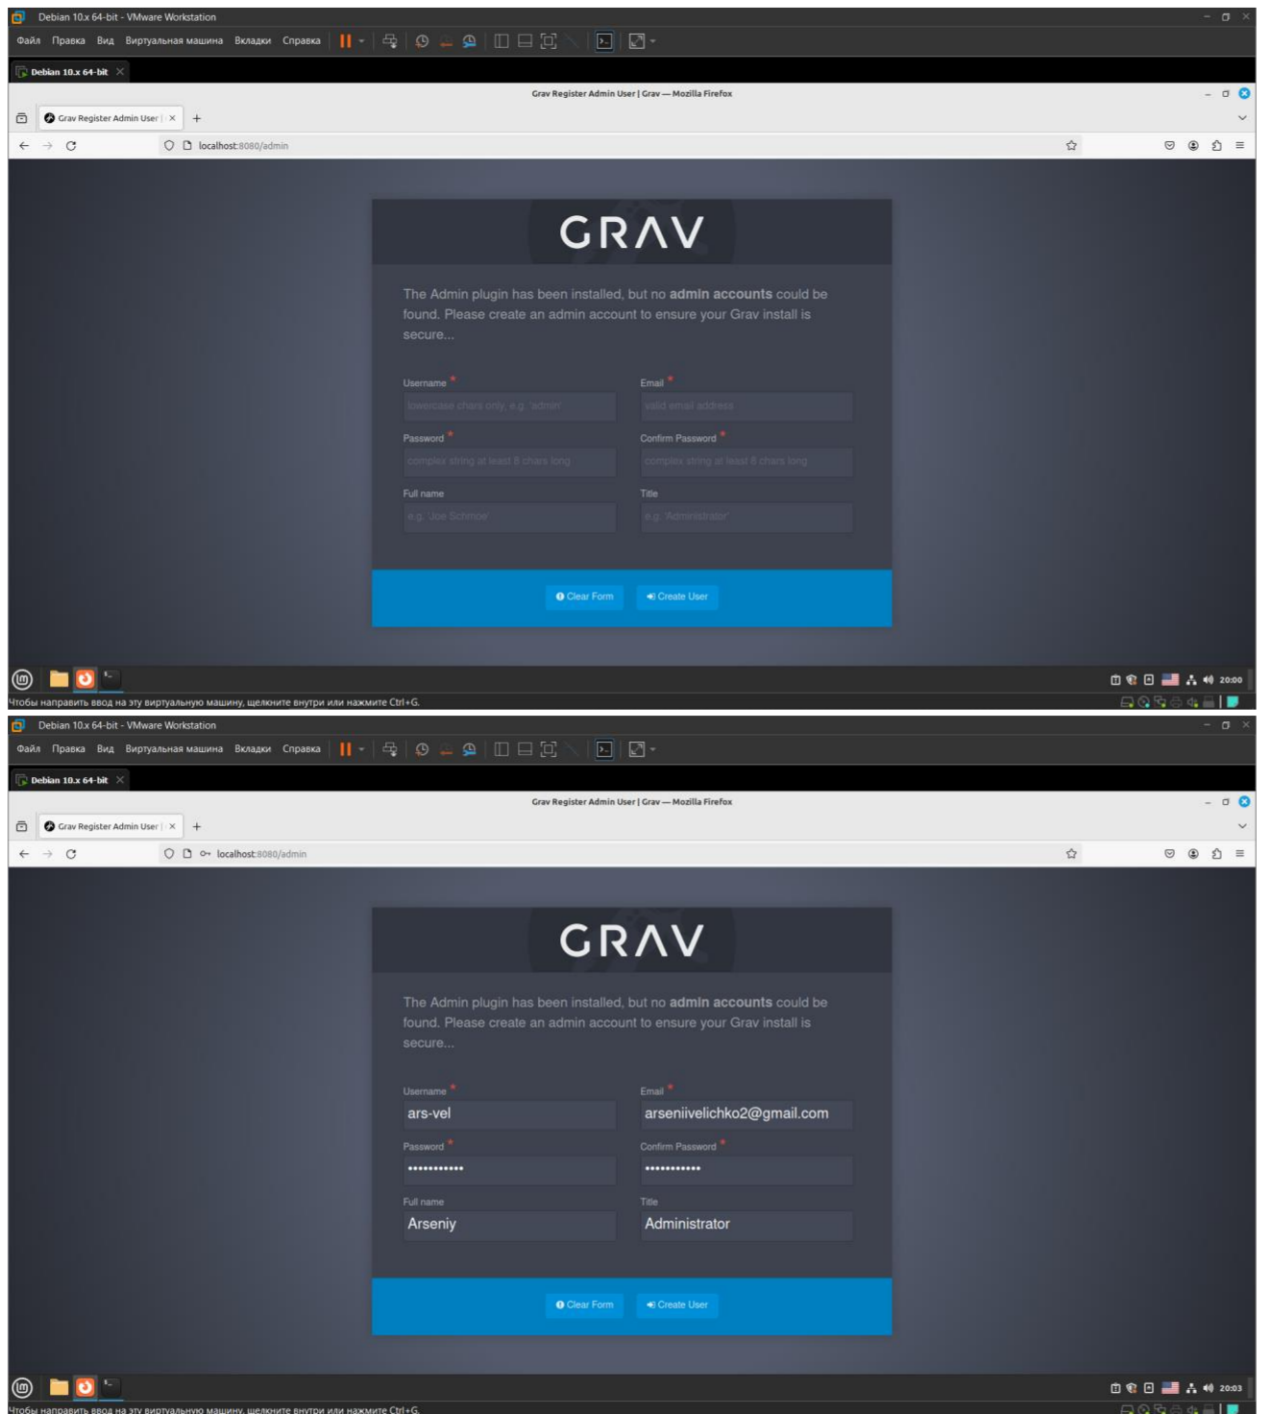 Debian 10.x 64-bit - VMware Workstation
Файл Правка Вид Виртуальная машина Вкладки Справка
Debian 10.x 64-bit
Grav Register Admin User | Grav — Mozilla Firefox
Grav Register Admin User |
localhost:8080/admin
GRAV
The Admin plugin has been installed, but no admin accounts could be
found. Please create an admin account to ensure your Grav install is
secure...
Username * Email *
lowercase chars only, e.g. 'admin' valid email address
Password * Confirm Password *
complex string at least 8 chars long complex string at least 8 chars long
Full name Title
e.g. 'Joe Schmoe' e.g. 'Administrator'
Clear Form Create User
20:00
Чтобы направить ввод на эту виртуальную машину, щелкните внутри или нажмите Ctrl+G.
Debian 10.x 64-bit - VMware Workstation
Файл Правка Вид Виртуальная машина Вкладки Справка
Debian 10.x 64-bit
Grav Register Admin User | Grav — Mozilla Firefox
Grav Register Admin User |
localhost:8080/admin
GRAV
The Admin plugin has been installed, but no admin accounts could be
found. Please create an admin account to ensure your Grav install is
secure...
Username * Email *
ars-vel arseniivelichko2@gmail.com
Password * Confirm Password *
••••••••••• •••••••••••
Full name Title
Arseniy Administrator
Clear Form Create User
20:03
Чтобы направить ввод на эту виртуальную машину, щелкните внутри или нажмите Ctrl+G.